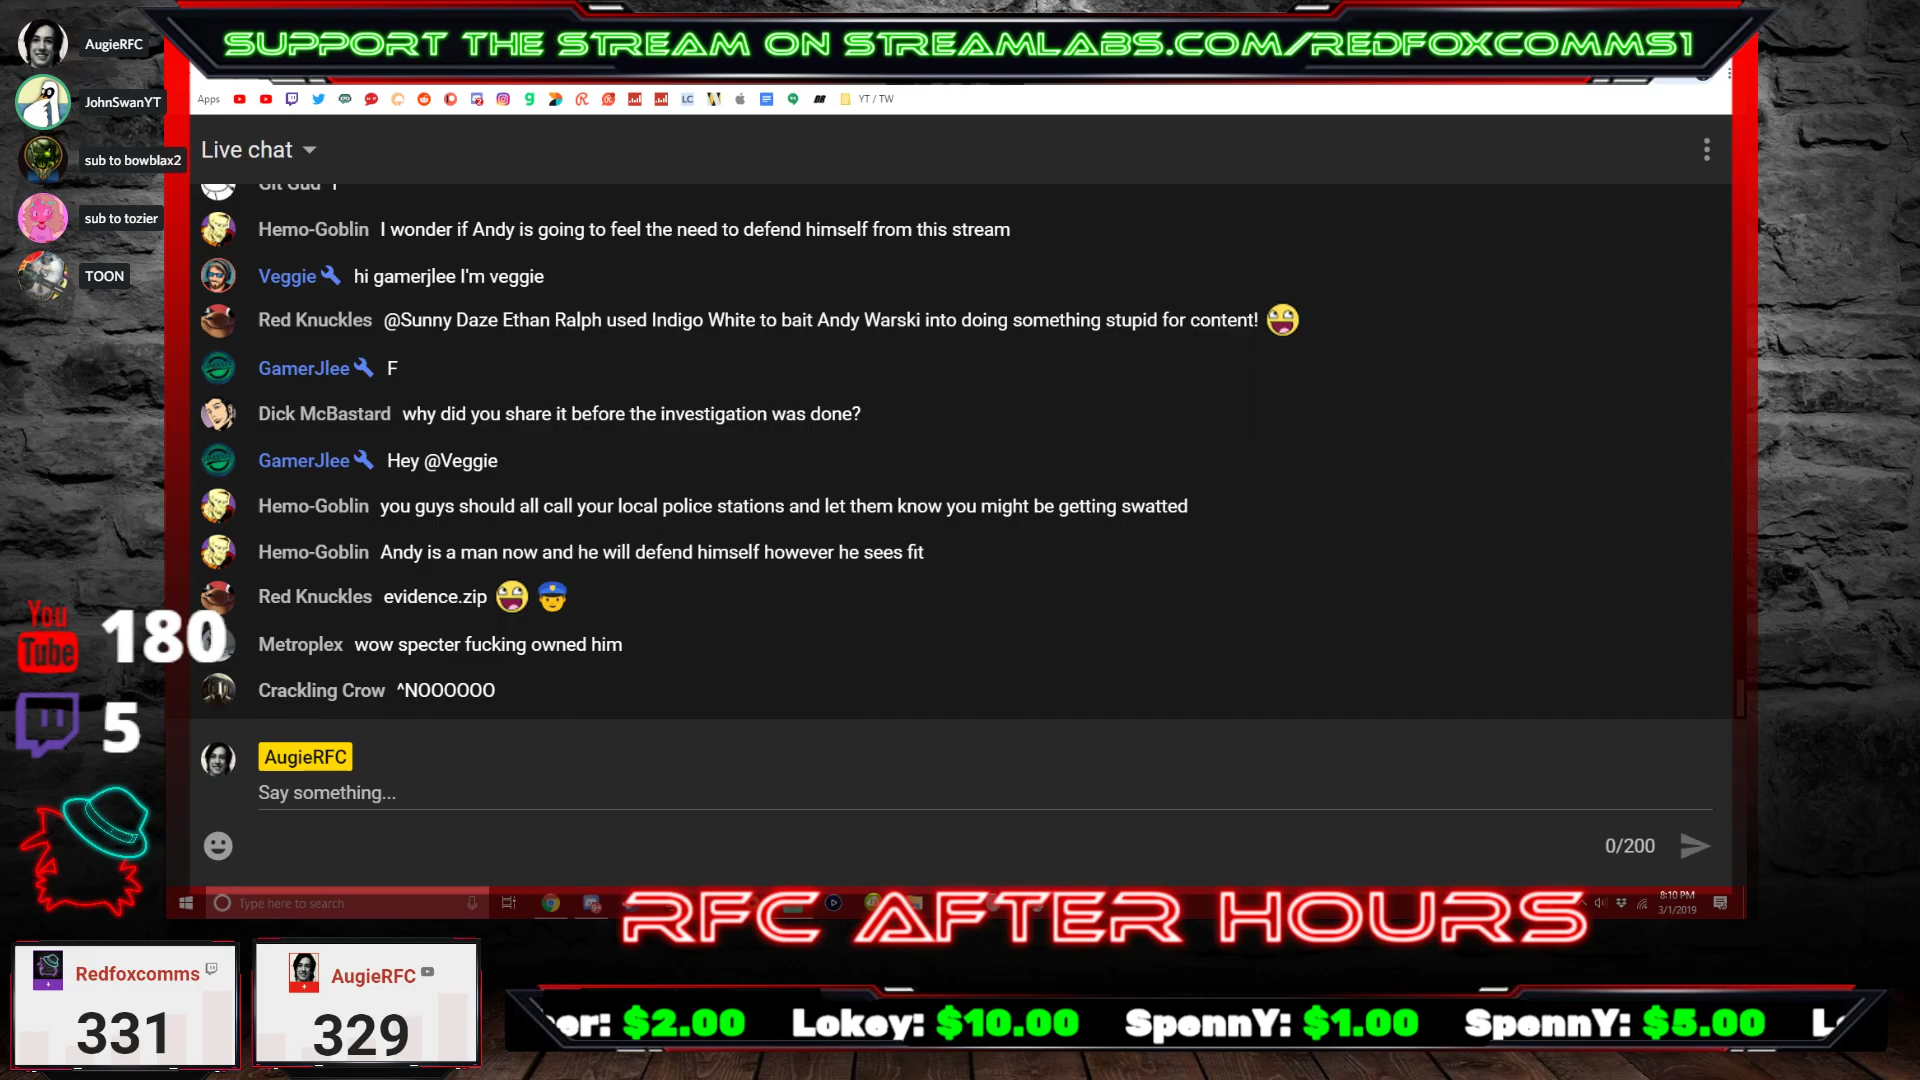 SUPPORT THE STREAM ON STREAMLABS.COM/REDFOXCOMMS1
AugieRFC
JohnSwanYT
sub to bowblax2
sub to tozier
TOON
Apps
LC
YT / TW
Live chat
Git Gud
Hemo-Goblin I wonder if Andy is going to feel the need to defend himself from this stream
Veggie hi gamerjlee I'm veggie
Red Knuckles @Sunny Daze Ethan Ralph used Indigo White to bait Andy Warski into doing something stupid for content!
GamerJlee F
Dick McBastard why did you share it before the investigation was done?
GamerJlee Hey @Veggie
Hemo-Goblin you guys should all call your local police stations and let them know you might be getting swatted
Hemo-Goblin Andy is a man now and he will defend himself however he sees fit
Red Knuckles evidence.zip
Metroplex wow specter fucking owned him
Crackling Crow ^NOOOOOO
You Tube 180
5
AugieRFC
Say something...
0/200
Type here to search
8:10 PM
3/1/2019
RFC AFTER HOURS
Redfoxcomms
331
AugieRFC
329
er: $2.00 Lokey: $10.00 SpennY: $1.00 SpennY: $5.00 L